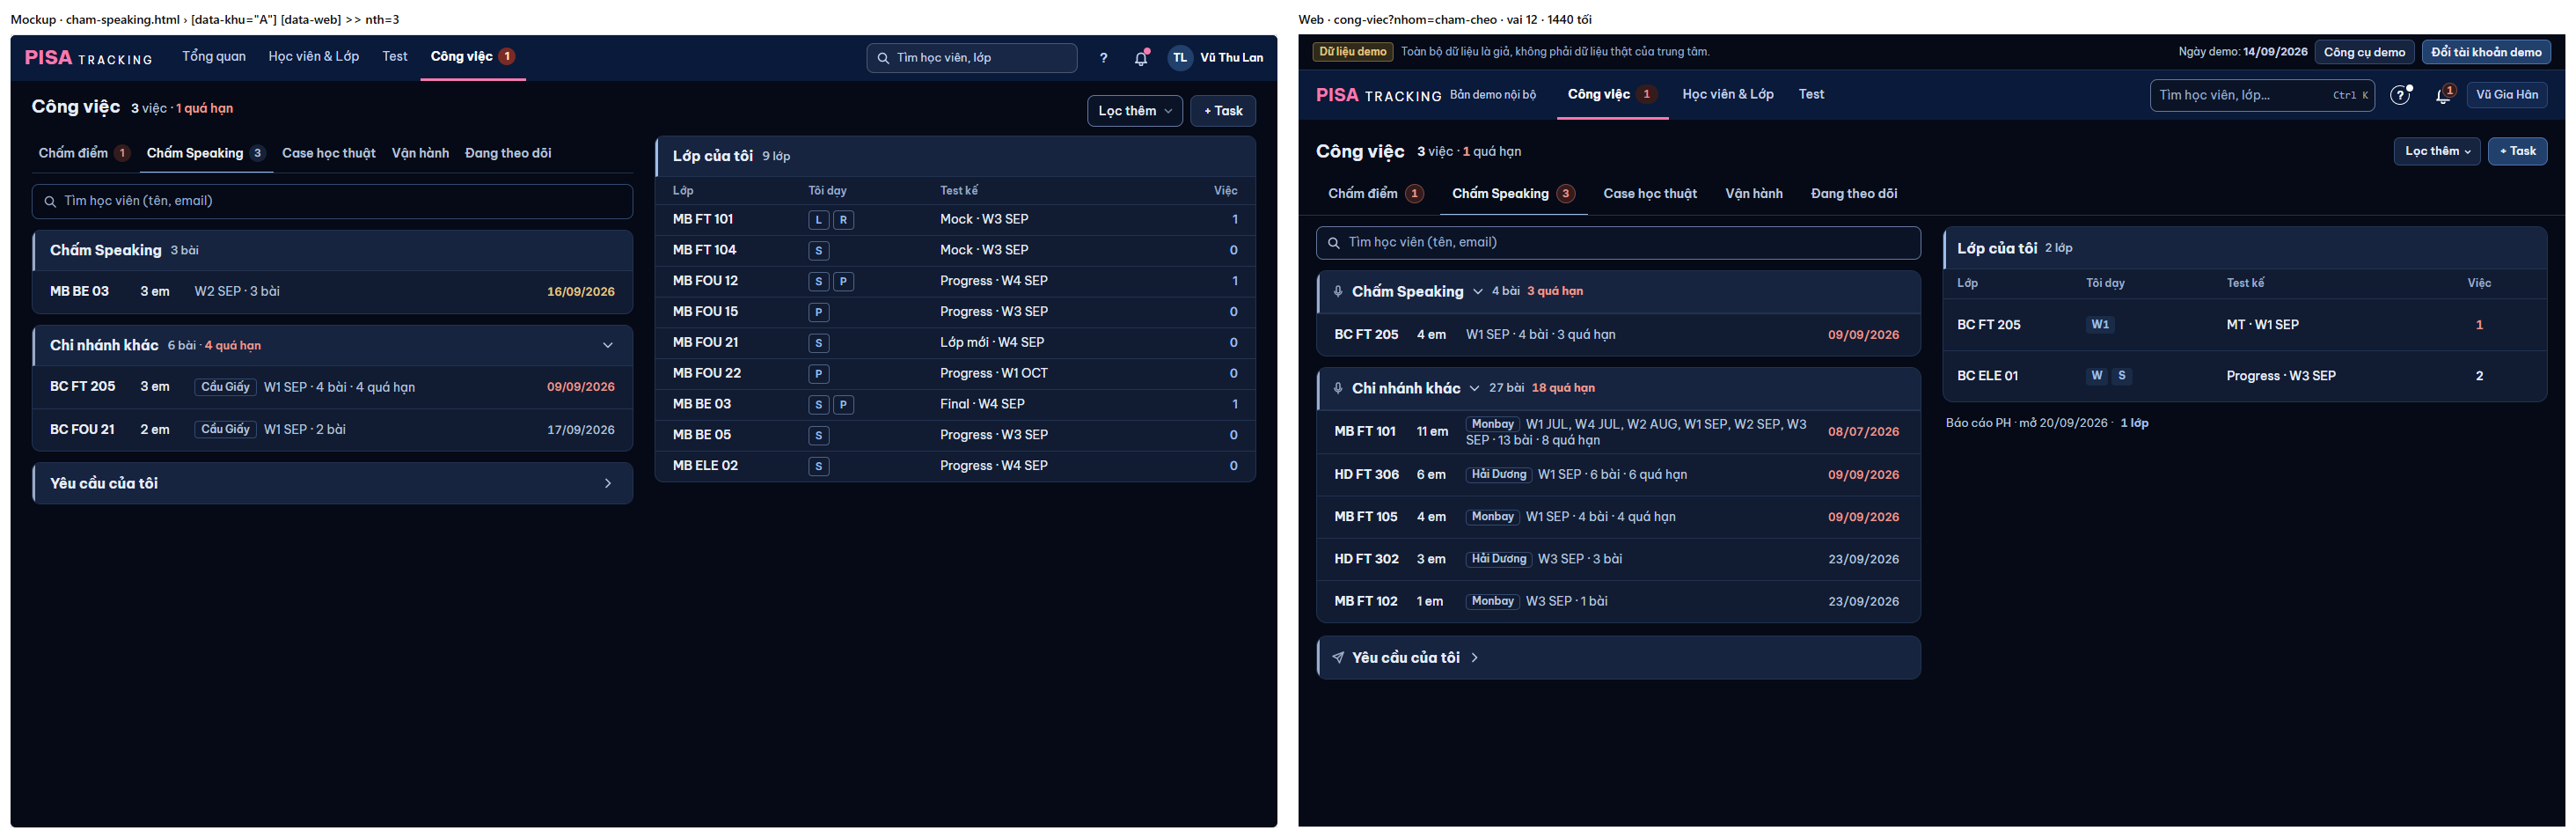 Mockup · cham-speaking.html › [data-khu="A"] [data-web] >> nth=3
PISA TRACKING Tổng quan Học viên & Lớp Test Công việc 1 Tìm học viên, lớp ? TL Vũ Thu Lan
Công việc 3 việc · 1 quá hạn Lọc thêm + Task
Chấm điểm 1 Chấm Speaking 3 Case học thuật Vận hành Đang theo dõi
Tìm học viên (tên, email)
Chấm Speaking 3 bài
MB BE 03 3 em W2 SEP · 3 bài 16/09/2026
Chi nhánh khác 6 bài · 4 quá hạn
BC FT 205 3 em Cầu Giấy W1 SEP · 4 bài · 4 quá hạn 09/09/2026
BC FOU 21 2 em Cầu Giấy W1 SEP · 2 bài 17/09/2026
Yêu cầu của tôi
Lớp của tôi 9 lớp
Lớp Tôi dạy Test kế Việc
MB FT 101 L R Mock · W3 SEP 1
MB FT 104 S Mock · W3 SEP 0
MB FOU 12 S P Progress · W4 SEP 1
MB FOU 15 P Progress · W3 SEP 0
MB FOU 21 S Lớp mới · W4 SEP 0
MB FOU 22 P Progress · W1 OCT 0
MB BE 03 S P Final · W4 SEP 1
MB BE 05 S Progress · W3 SEP 0
MB ELE 02 S Progress · W4 SEP 0
Web · cong-viec?nhom=cham-cheo · vai 12 · 1440 tối
Dữ liệu demo Toàn bộ dữ liệu là giả, không phải dữ liệu thật của trung tâm. Ngày demo: 14/09/2026 Công cụ demo Đổi tài khoản demo
PISA TRACKING Bản demo nội bộ Công việc 1 Học viên & Lớp Test Tìm học viên, lớp... Ctrl K ? 1 Vũ Gia Hân
Công việc 3 việc · 1 quá hạn Lọc thêm + Task
Chấm điểm 1 Chấm Speaking 3 Case học thuật Vận hành Đang theo dõi
Tìm học viên (tên, email)
Chấm Speaking 4 bài 3 quá hạn
BC FT 205 4 em W1 SEP · 4 bài · 3 quá hạn 09/09/2026
Chi nhánh khác 27 bài 18 quá hạn
MB FT 101 11 em Monbay W1 JUL, W4 JUL, W2 AUG, W1 SEP, W2 SEP, W3 08/07/2026
SEP · 13 bài · 8 quá hạn
HD FT 306 6 em Hải Dương W1 SEP · 6 bài · 6 quá hạn 09/09/2026
MB FT 105 4 em Monbay W1 SEP · 4 bài · 4 quá hạn 09/09/2026
HD FT 302 3 em Hải Dương W3 SEP · 3 bài 23/09/2026
MB FT 102 1 em Monbay W3 SEP · 1 bài 23/09/2026
Yêu cầu của tôi
Lớp của tôi 2 lớp
Lớp Tôi dạy Test kế Việc
BC FT 205 W1 MT · W1 SEP 1
BC ELE 01 W S Progress · W3 SEP 2
Báo cáo PH · mở 20/09/2026 · 1 lớp